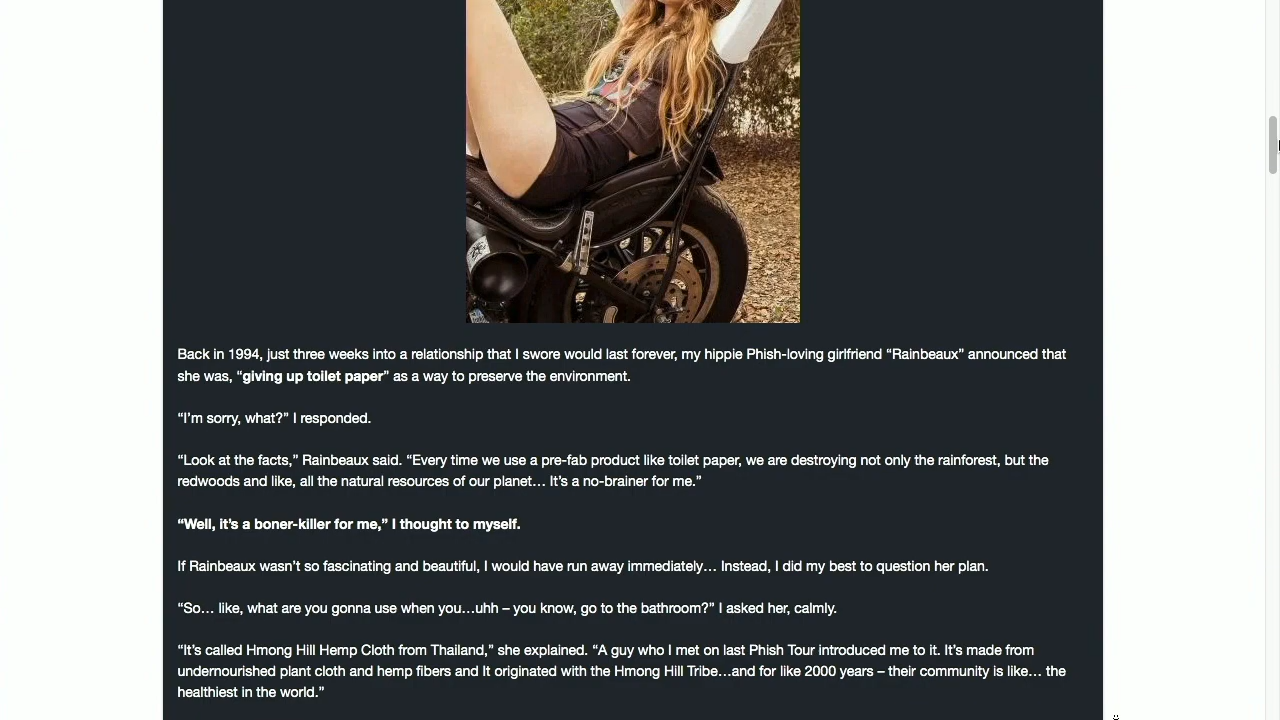 Back in 1994, just three weeks into a relationship that I swore would last forever, my hippie Phish-loving girlfriend “Rainbeaux” announced that
she was, “giving up toilet paper” as a way to preserve the environment.
“I’m sorry, what?” I responded.
“Look at the facts,” Rainbeaux said. “Every time we use a pre-fab product like toilet paper, we are destroying not only the rainforest, but the
redwoods and like, all the natural resources of our planet… It’s a no-brainer for me.”
“Well, it’s a boner-killer for me,” I thought to myself.
If Rainbeaux wasn’t so fascinating and beautiful, I would have run away immediately… Instead, I did my best to question her plan.
“So… like, what are you gonna use when you…uhh – you know, go to the bathroom?” I asked her, calmly.
“It’s called Hmong Hill Hemp Cloth from Thailand,” she explained. “A guy who I met on last Phish Tour introduced me to it. It’s made from
undernourished plant cloth and hemp fibers and It originated with the Hmong Hill Tribe…and for like 2000 years – their community is like… the
healthiest in the world.”